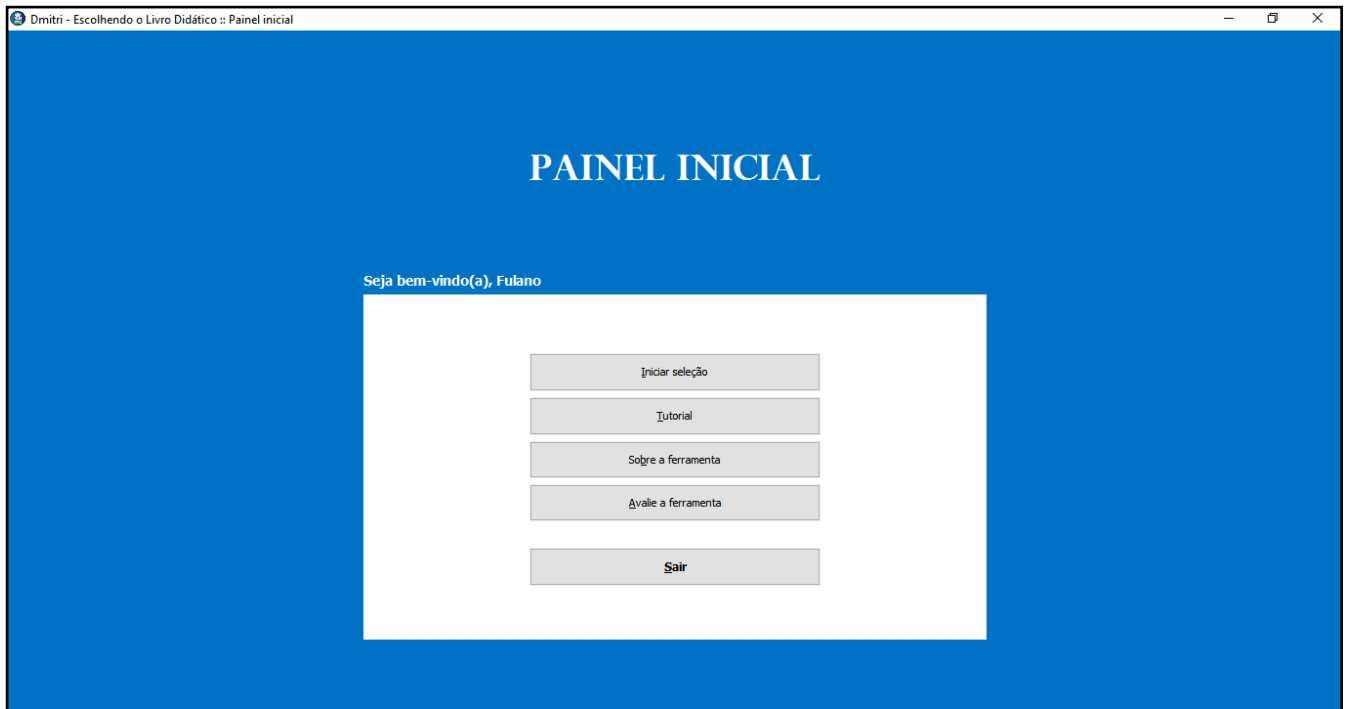 Dmitri - Escolhendo o Livro Didático :: Painel inicial
PAINEL INICIAL
Seja bem-vindo(a), Fulano
Iniciar seleção
Tutorial
Sobre a ferramenta
Avalie a ferramenta
Sair